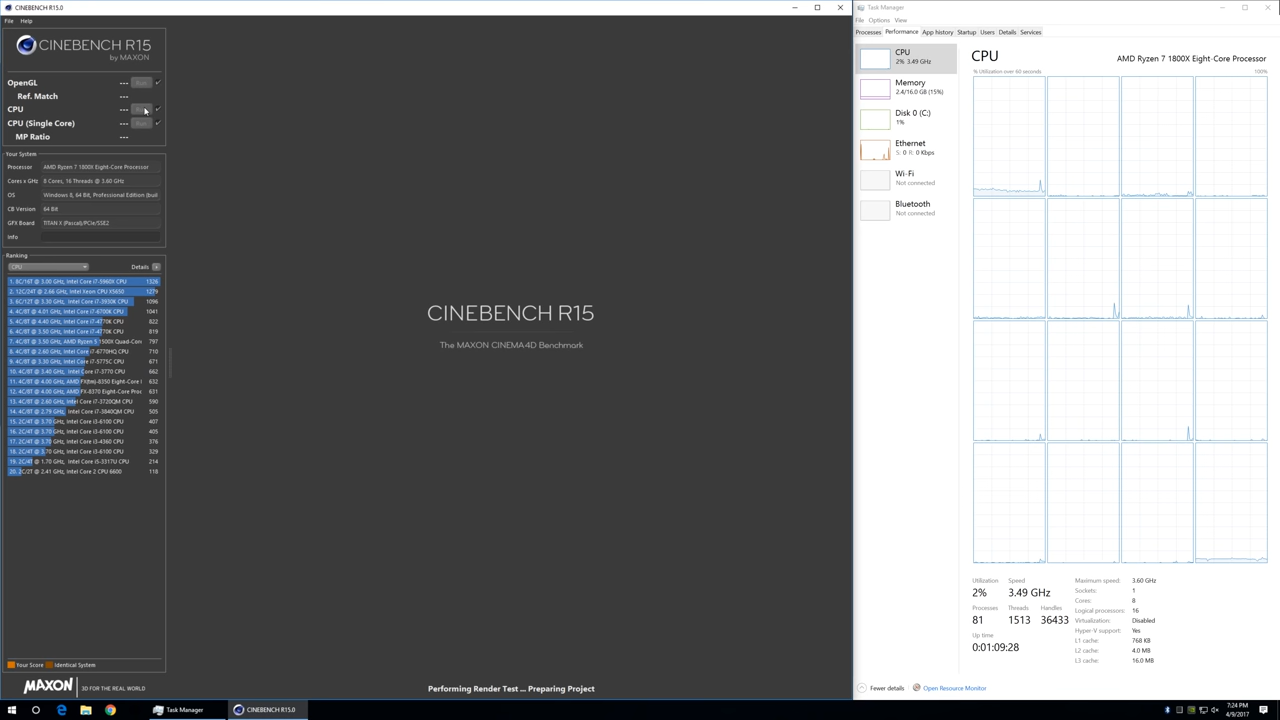 CINEBENCH R15.0
File Help
CINEBENCH R15
by MAXON
OpenGL ---
Ref. Match ---
CPU ---
CPU (Single Core) ---
MP Ratio ---
Your System
Processor AMD Ryzen 7 1800X Eight-Core Processor
Cores x GHz 8 Cores, 16 Threads @ 3.60 GHz
OS Windows 8, 64 Bit, Professional Edition (buil
CB Version 64 Bit
GFX Board TITAN X (Pascal)/PCIe/SSE2
Info
Ranking
CPU Details +
1. 8C/16T @ 3.00 GHz, Intel Core i7-5960X CPU 1326
2. 12C/24T @ 2.66 GHz, Intel Xeon CPU X5650 1279
3. 6C/12T @ 3.30 GHz, Intel Core i7-3930K CPU 1096
4. 4C/8T @ 4.01 GHz, Intel Core i7-6700K CPU 1041
5. 4C/8T @ 4.40 GHz, Intel Core i7-4770K CPU 822
6. 4C/8T @ 3.50 GHz, Intel Core i7-4770K CPU 819
7. 4C/8T @ 3.50 GHz, AMD Ryzen 5 1500X Quad-Core 797
8. 4C/8T @ 2.60 GHz, Intel Core i7-6770HQ CPU 710
9. 4C/8T @ 3.30 GHz, Intel Core i7-5775C CPU 671
10. 4C/8T @ 3.40 GHz, Intel Core i7-3770 CPU 662
11. 4C/8T @ 4.00 GHz, AMD FX(tm)-8350 Eight-Core 632
12. 4C/8T @ 4.00 GHz, AMD FX-8370 Eight-Core Proc 631
13. 4C/8T @ 2.60 GHz, Intel Core i7-3720QM CPU 590
14. 4C/8T @ 2.79 GHz, Intel Core i7-3840QM CPU 505
15. 2C/4T @ 3.70 GHz, Intel Core i3-6100 CPU 407
16. 2C/4T @ 3.70 GHz, Intel Core i3-6100 CPU 405
17. 2C/4T @ 3.70 GHz, Intel Core i3-4360 CPU 376
18. 2C/4T @ 3.70 GHz, Intel Core i3-6100 CPU 329
19. 2C/4T @ 1.70 GHz, Intel Core i5-3317U CPU 214
20. 2C/2T @ 2.41 GHz, Intel Core 2 CPU 6600 118
Your Score Identical System
MAXON 3D FOR THE REAL WORLD
CINEBENCH R15
The MAXON CINEMA4D Benchmark
Performing Render Test ... Preparing Project
Task Manager
File Options View
Processes Performance App history Startup Users Details Services
CPU
2% 3.49 GHz
Memory
2.4/16.0 GB (15%)
Disk 0 (C:)
1%
Ethernet
S: 0 R: 0 Kbps
Wi-Fi
Not connected
Bluetooth
Not connected
CPU AMD Ryzen 7 1800X Eight-Core Processor
% Utilization over 60 seconds 100%
Utilization Speed
2% 3.49 GHz
Processes Threads Handles
81 1513 36433
Up time
0:01:09:28
Maximum speed: 3.60 GHz
Sockets: 1
Cores: 8
Logical processors: 16
Virtualization: Disabled
Hyper-V support: Yes
L1 cache: 768 KB
L2 cache: 4.0 MB
L3 cache: 16.0 MB
Fewer details Open Resource Monitor
Task Manager CINEBENCH R15.0
7:24 PM
4/9/2017